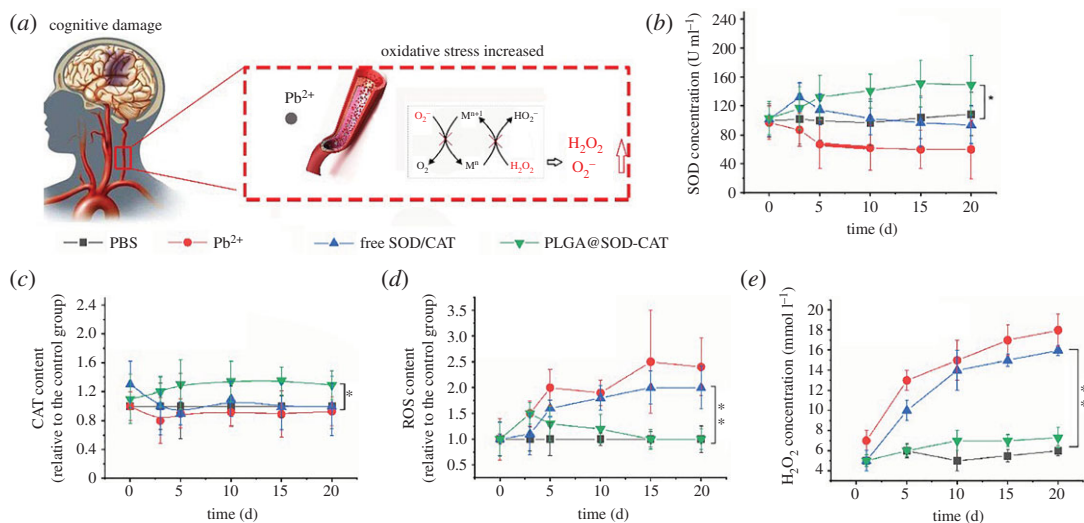 (a)
cognitive damage
oxidative stress increased
Pb²⁺
O₂⁻
Mⁿ⁺¹
HO₂⁻
O₂
Mⁿ
H₂O₂
H₂O₂
O₂⁻
PBS
Pb²⁺
free SOD/CAT
PLGA@SOD-CAT
(b)
SOD concentration (U ml⁻¹)
240
200
160
120
80
40
0
*
0 5 10 15 20
time (d)
(c)
CAT content
(relative to the control group)
2.4
2.0
1.6
1.2
0.8
0.4
0
*
0 5 10 15 20
time (d)
(d)
ROS content
(relative to the control group)
3.5
3.0
2.5
2.0
1.5
1.0
0.5
* *
0 5 10 15 20
time (d)
(e)
H₂O₂ concentration (mmol l⁻¹)
18
16
14
12
10
8
6
4
* *
0 5 10 15 20
time (d)